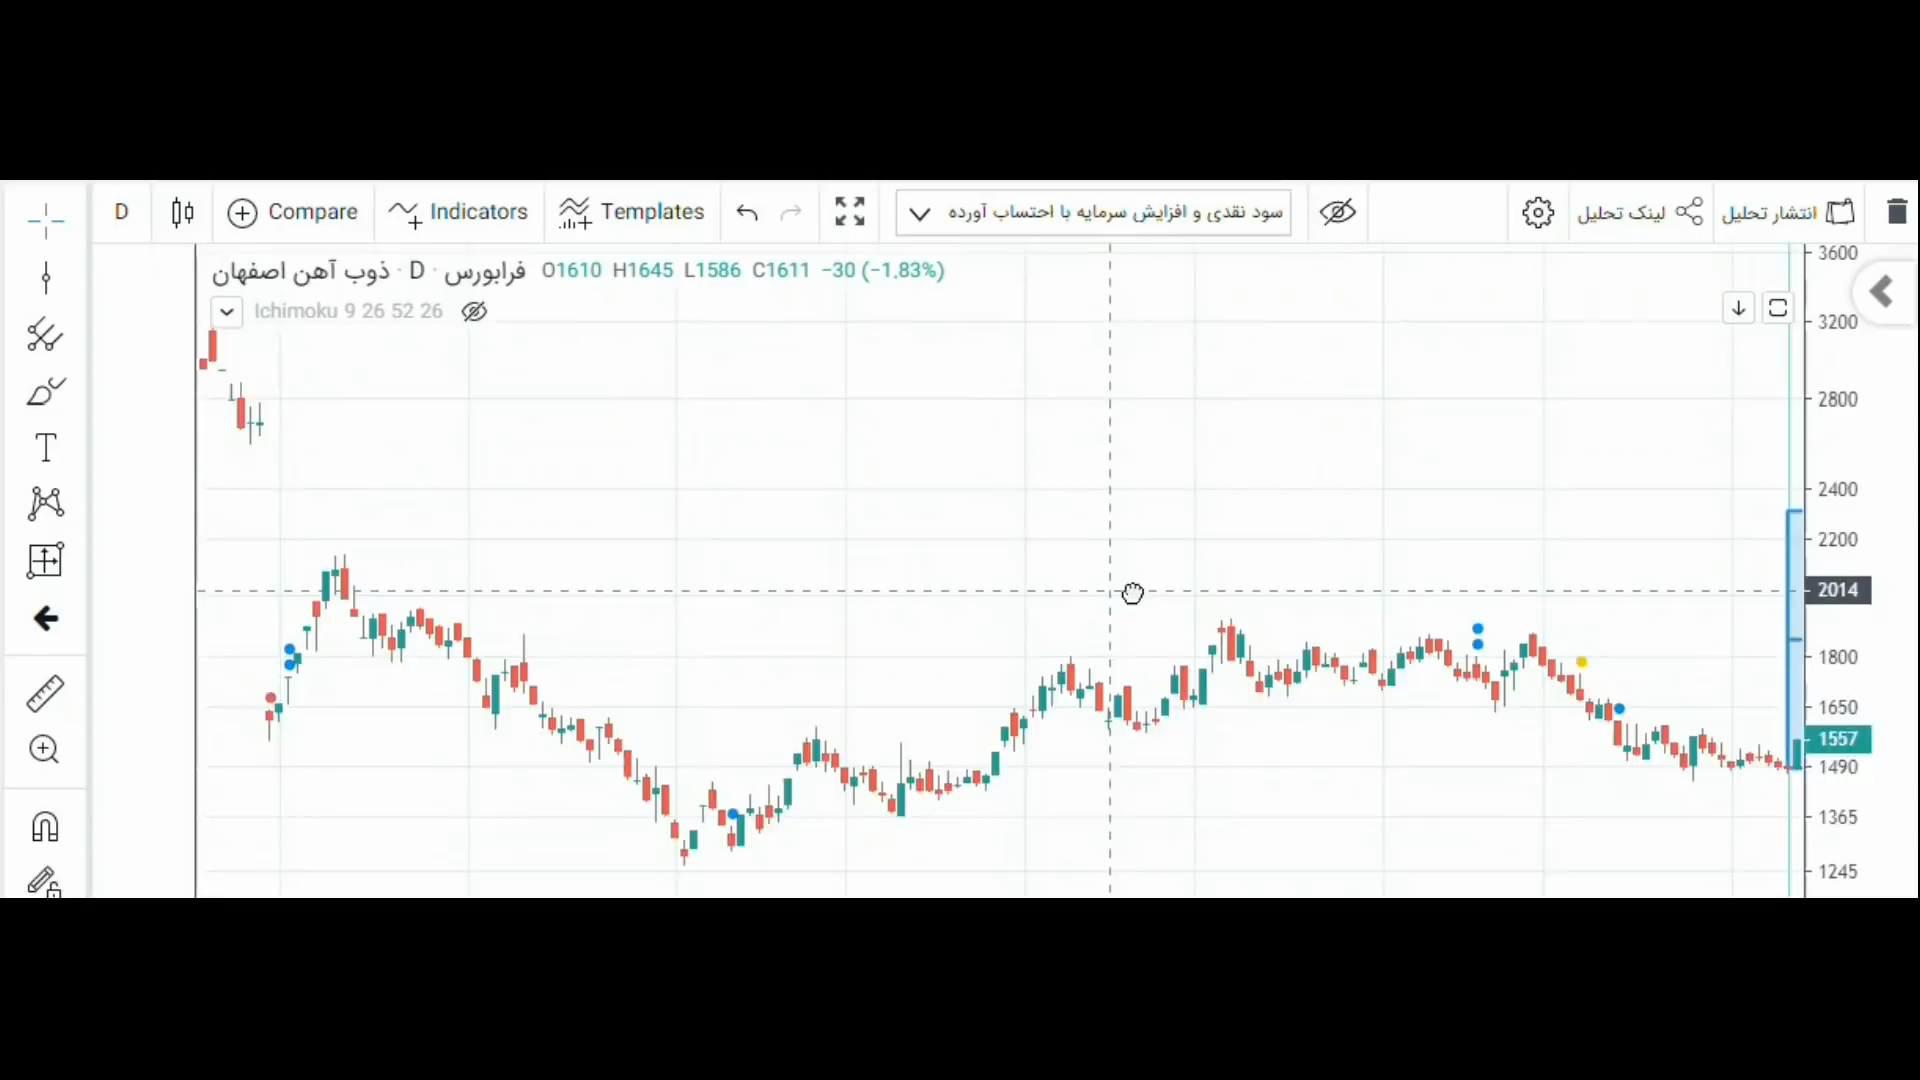 D
Compare
Indicators
Templates
سود نقدی و افزایش سرمایه با احتساب آورده
لینک تحلیل
انتشار تحلیل
ذوب آهن اصفهان · D · فرابورس O1610 H1645 L1586 C1611 −30 (−1.83%)
Ichimoku 9 26 52 26
T
3600
3200
2800
2400
2200
2014
1800
1650
1557
1490
1365
1245